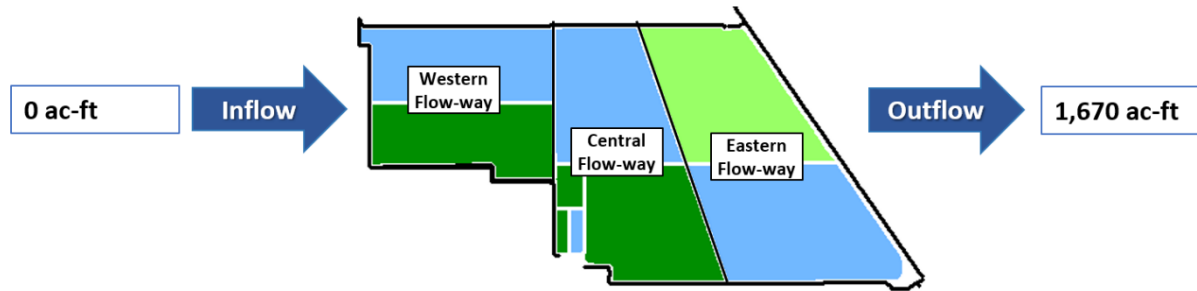 0 ac-ft
Inflow
Western
Flow-way
Central
Flow-way
Eastern
Flow-way
Outflow
1,670 ac-ft